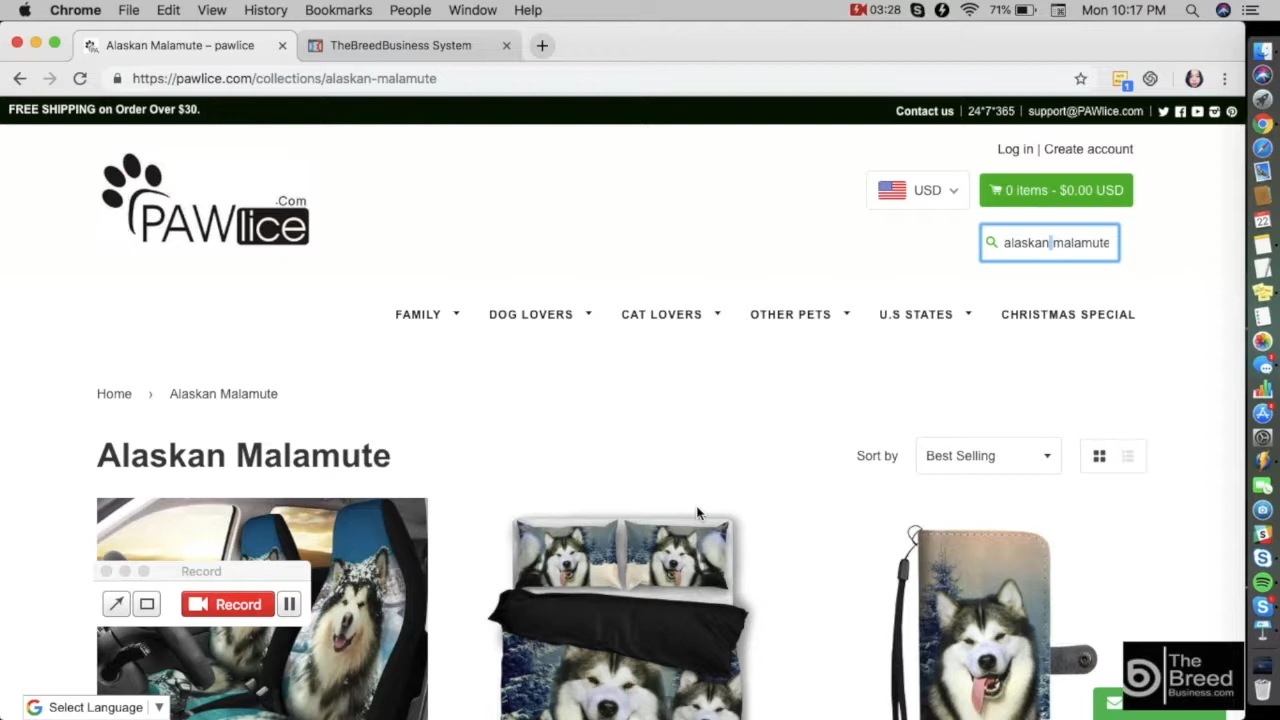 Chrome File Edit View History Bookmarks People Window Help 03:28 71% Mon 10:17 PM
Alaskan Malamute – pawlice TheBreedBusiness System
https://pawlice.com/collections/alaskan-malamute 1
FREE SHIPPING on Order Over $30. Contact us | 24*7*365 | support@PAWlice.com |
Log in | Create account
PAWlice .Com
USD 0 items - $0.00 USD
alaskan malamute
FAMILY DOG LOVERS CAT LOVERS OTHER PETS U.S STATES CHRISTMAS SPECIAL
Home › Alaskan Malamute
Alaskan Malamute Sort by Best Selling
Record
Record
The
Breed
Business.com
Select Language
22